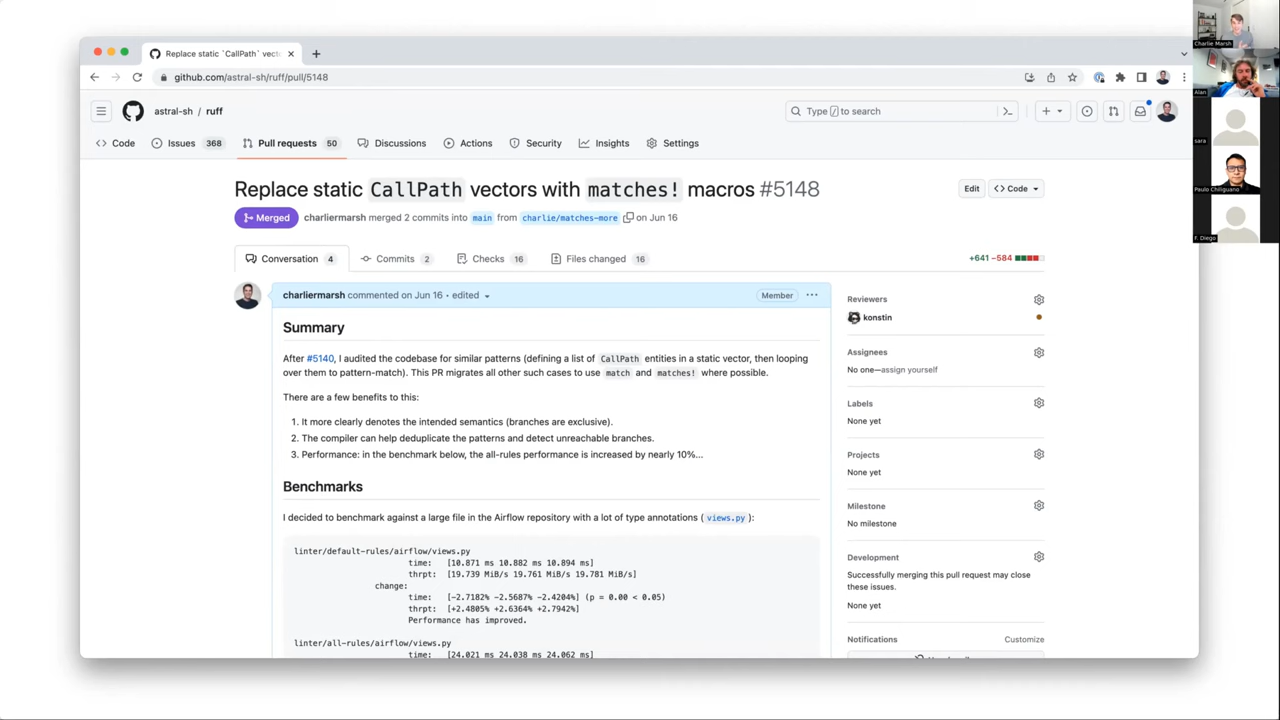 Replace static `CallPath` vect
github.com/astral-sh/ruff/pull/5148
astral-sh / ruff
Type / to search
Code
Issues 368
Pull requests 50
Discussions
Actions
Security
Insights
Settings
Replace static CallPath vectors with matches! macros #5148
Edit
<> Code
Merged charliermarsh merged 2 commits into main from charlie/matches-more on Jun 16
Conversation 4
Commits 2
Checks 16
Files changed 16
+641 −584
charliermarsh commented on Jun 16 • edited
Member
Summary
After #5140, I audited the codebase for similar patterns (defining a list of CallPath entities in a static vector, then looping
over them to pattern-match). This PR migrates all other such cases to use match and matches! where possible.
There are a few benefits to this:
1. It more clearly denotes the intended semantics (branches are exclusive).
2. The compiler can help deduplicate the patterns and detect unreachable branches.
3. Performance: in the benchmark below, the all-rules performance is increased by nearly 10%...
Benchmarks
I decided to benchmark against a large file in the Airflow repository with a lot of type annotations ( views.py ):
linter/default-rules/airflow/views.py
time: [10.871 ms 10.882 ms 10.894 ms]
thrpt: [19.739 MiB/s 19.761 MiB/s 19.781 MiB/s]
change:
time: [-2.7182% -2.5687% -2.4204%] (p = 0.00 < 0.05)
thrpt: [+2.4805% +2.6364% +2.7942%]
Performance has improved.
linter/all-rules/airflow/views.py
time: [24.021 ms 24.038 ms 24.062 ms]
Reviewers
konstin
Assignees
No one—assign yourself
Labels
None yet
Projects
None yet
Milestone
No milestone
Development
Successfully merging this pull request may close
these issues.
None yet
Notifications
Customize
Charlie Marsh
Alan
sara
Paulo Chiliguano
F. Diego